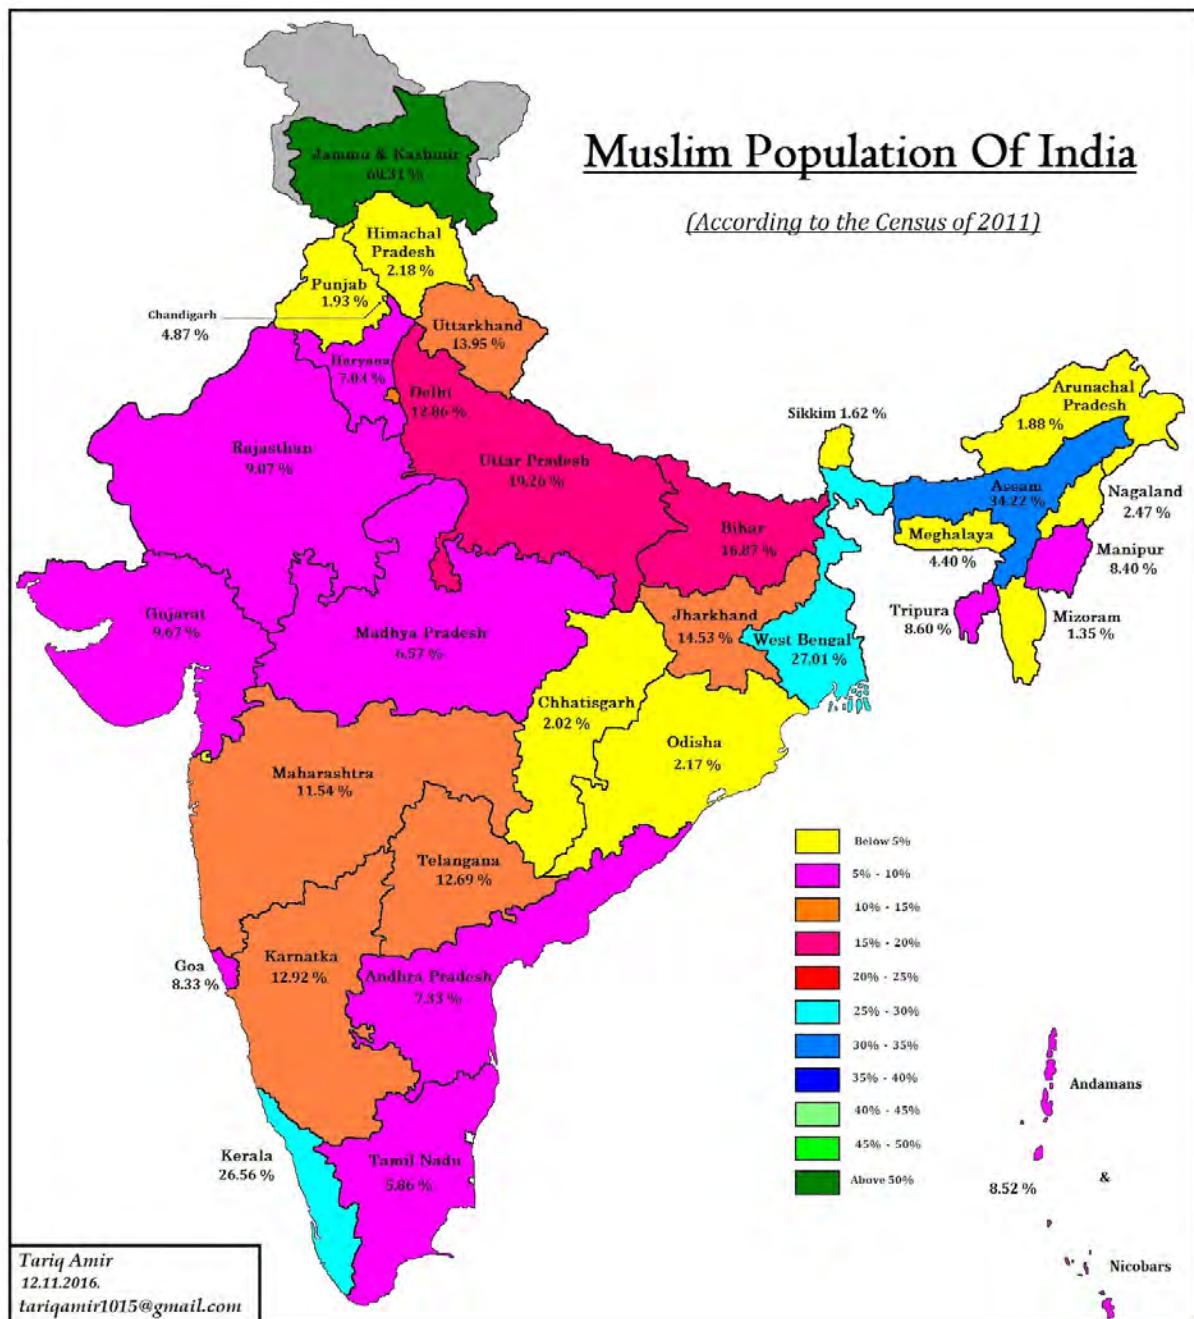 Muslim Population Of India
(According to the Census of 2011)
Jammu & Kashmir
60.31 %
Himachal
Pradesh
2.18 %
Punjab
1.93 %
Chandigarh
4.87 %
Uttarkhand
13.95 %
Haryana
7.03 %
Delhi
12.86 %
Rajasthan
9.07 %
Uttar Pradesh
19.26 %
Sikkim 1.62 %
Arunachal
Pradesh
1.88 %
Assam
34.22 %
Nagaland
2.47 %
Bihar
16.87 %
Meghalaya
4.40 %
Manipur
8.40 %
Gujarat
9.67 %
Madhya Pradesh
6.57 %
Jharkhand
14.53 %
West Bengal
27.01 %
Tripura
8.60 %
Mizoram
1.35 %
Chhatisgarh
2.02 %
Odisha
2.17 %
Maharashtra
11.54 %
Telangana
12.69 %
Goa
8.33 %
Karnatka
12.92 %
Andhra Pradesh
7.33 %
Kerala
26.56 %
Tamil Nadu
5.86 %
Below 5%
5% - 10%
10% - 15%
15% - 20%
20% - 25%
25% - 30%
30% - 35%
35% - 40%
40% - 45%
45% - 50%
Above 50%
Andamans
&
8.52 %
Nicobars
Tariq Amir
12.11.2016.
tariqamir1015@gmail.com